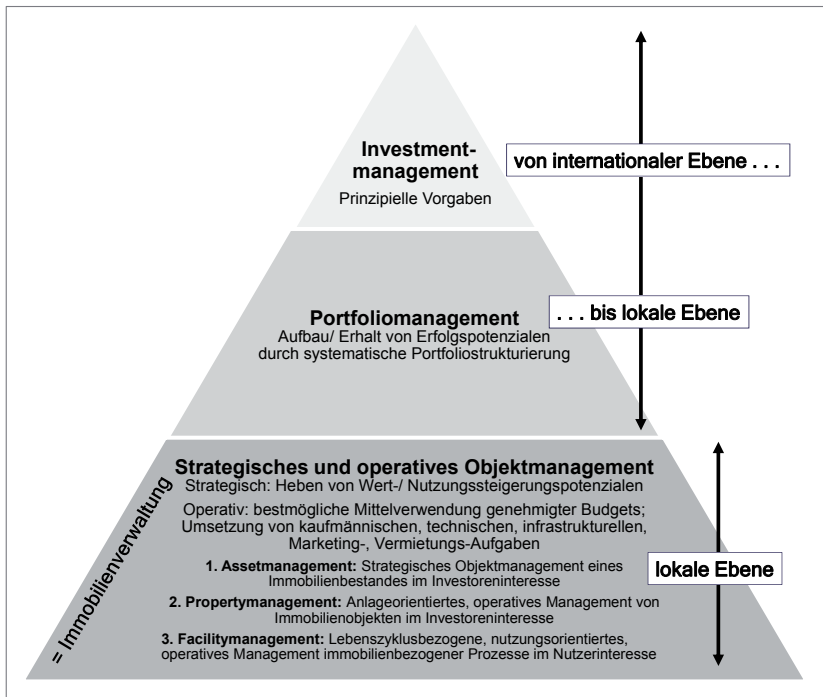 Investment-
management
Prinzipielle Vorgaben
von internationaler Ebene . . .
. . . bis lokale Ebene
Portfoliomanagement
Aufbau/ Erhalt von Erfolgspotenzialen
durch systematische Portfoliostrukturierung
= Immobilienverwaltung
Strategisches und operatives Objektmanagement
Strategisch: Heben von Wert-/ Nutzungssteigerungspotenzialen
Operativ: bestmögliche Mittelverwendung genehmigter Budgets;
Umsetzung von kaufmännischen, technischen, infrastrukturellen,
Marketing-, Vermietungs-Aufgaben
1. Assetmanagement: Strategisches Objektmanagement eines
Immobilienbestandes im Investoreninteresse
2. Propertymanagement: Anlageorientiertes, operatives Management von
Immobilienobjekten im Investoreninteresse
3. Facilitymanagement: Lebenszyklusbezogene, nutzungsorientiertes,
operatives Management immobilienbezogener Prozesse im Nutzerinteresse
lokale Ebene